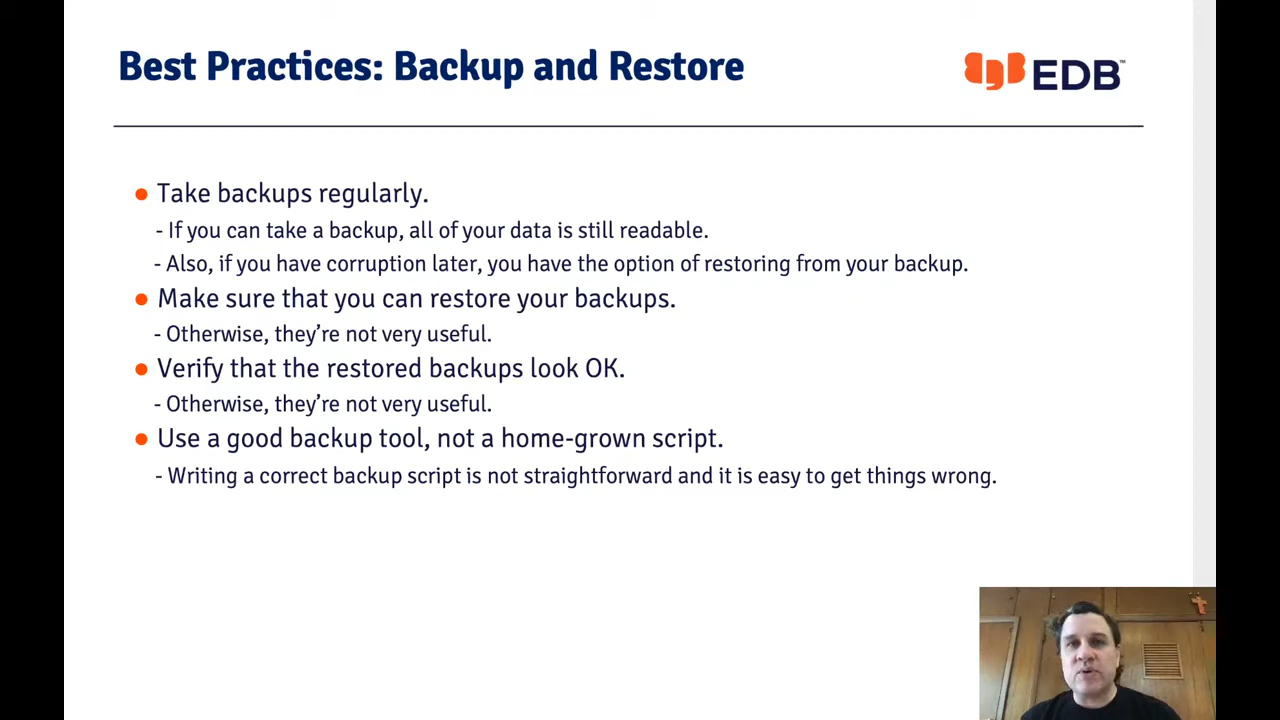 Best Practices: Backup and Restore
EDB™
● Take backups regularly.
- If you can take a backup, all of your data is still readable.
- Also, if you have corruption later, you have the option of restoring from your backup.
● Make sure that you can restore your backups.
- Otherwise, they’re not very useful.
● Verify that the restored backups look OK.
- Otherwise, they’re not very useful.
● Use a good backup tool, not a home-grown script.
- Writing a correct backup script is not straightforward and it is easy to get things wrong.